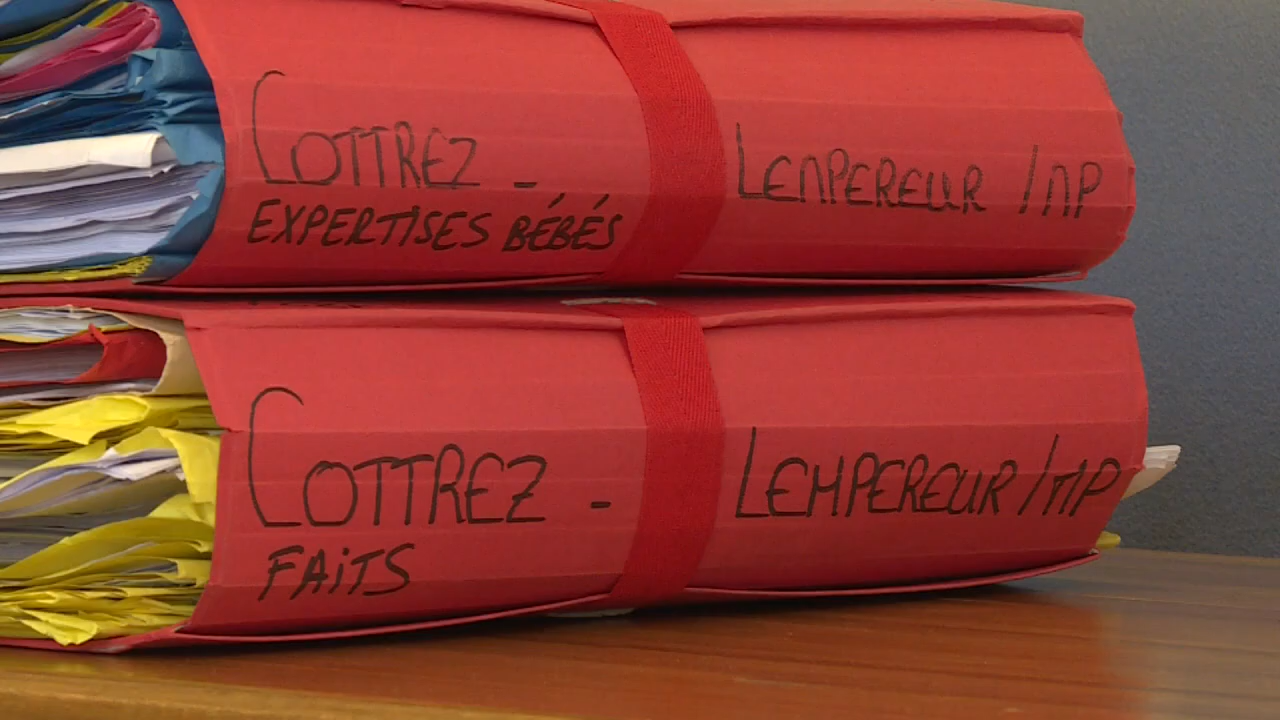 COTTREZ - LEMPEREUR / MP
EXPERTISES BÉBÉS
COTTREZ - LEMPEREUR / MP
FAITS